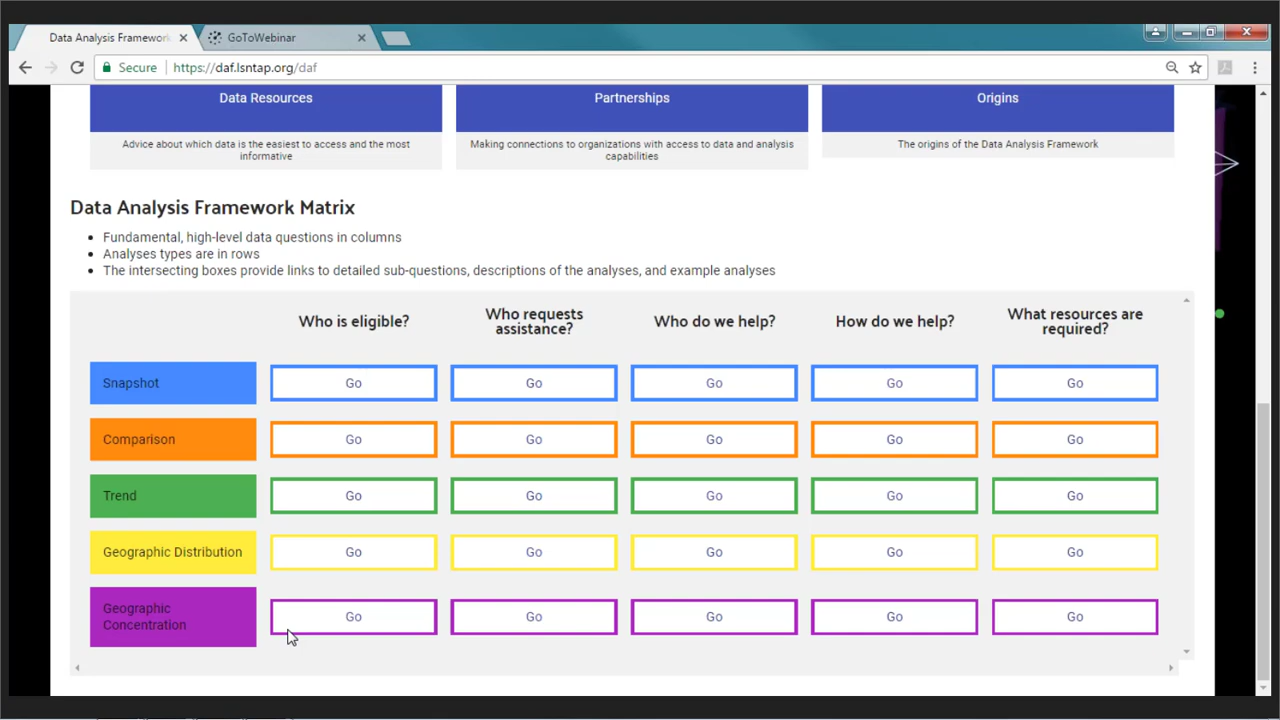 Data Analysis Framework
GoToWebinar
Secure
https://daf.lsntap.org/daf
Data Resources
Partnerships
Origins
Advice about which data is the easiest to access and the most
informative
Making connections to organizations with access to data and analysis
capabilities
The origins of the Data Analysis Framework
Data Analysis Framework Matrix
Fundamental, high-level data questions in columns
Analyses types are in rows
The intersecting boxes provide links to detailed sub-questions, descriptions of the analyses, and example analyses
Who is eligible?
Who requests
assistance?
Who do we help?
How do we help?
What resources are
required?
Snapshot
Go
Go
Go
Go
Go
Comparison
Go
Go
Go
Go
Go
Trend
Go
Go
Go
Go
Go
Geographic Distribution
Go
Go
Go
Go
Go
Geographic
Concentration
Go
Go
Go
Go
Go